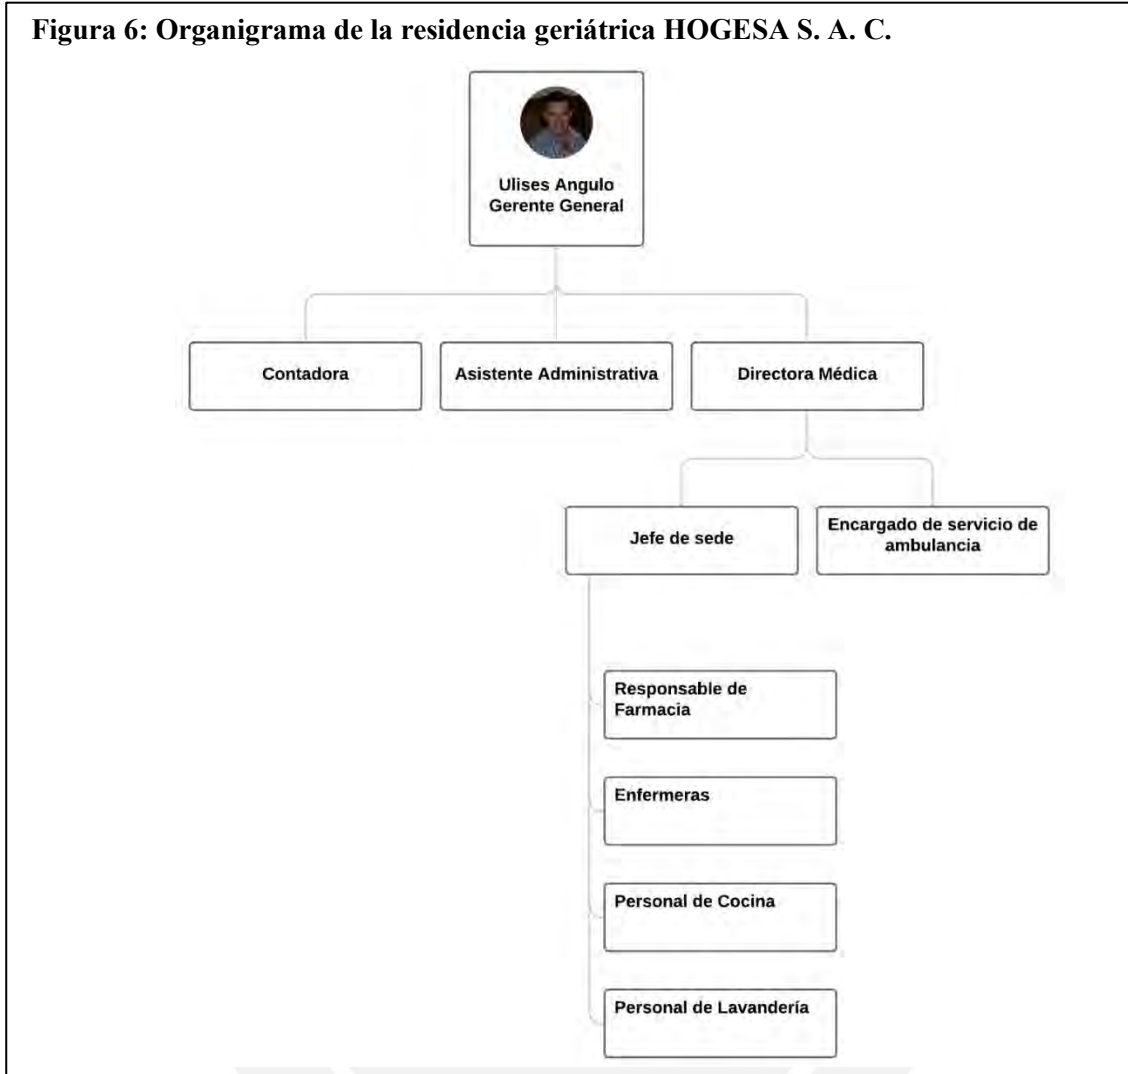 Figura 6: Organigrama de la residencia geriátrica HOGESA S. A. C.
Ulises Angulo
Gerente General
Contadora
Asistente Administrativa
Directora Médica
Jefe de sede
Encargado de servicio de
ambulancia
Responsable de
Farmacia
Enfermeras
Personal de Cocina
Personal de Lavandería